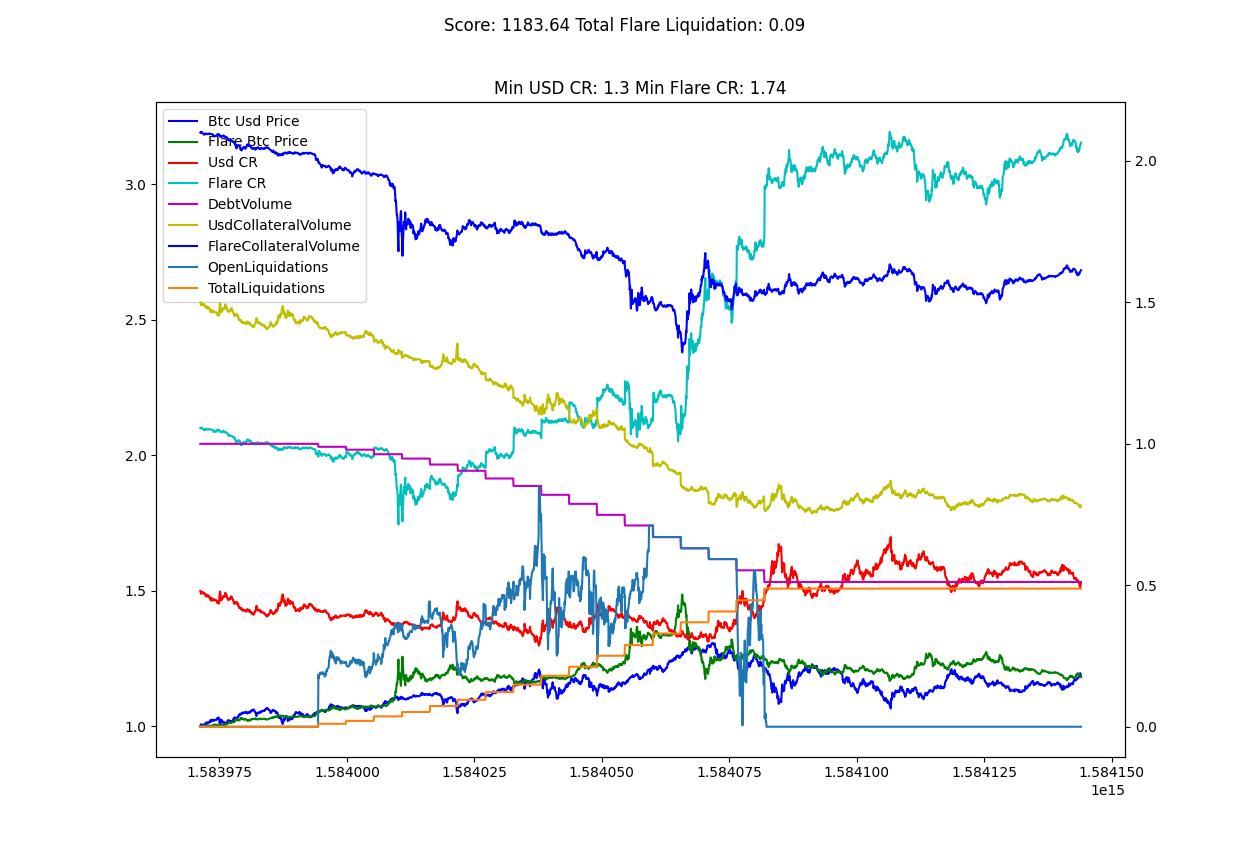 Score: 1183.64 Total Flare Liquidation: 0.09
Min USD CR: 1.3 Min Flare CR: 1.74
Btc Usd Price
Flare Btc Price
Usd CR
Flare CR
DebtVolume
UsdCollateralVolume
FlareCollateralVolume
OpenLiquidations
TotalLiquidations
3.0
2.5
2.0
1.5
1.0
2.0
1.5
1.0
0.5
0.0
1.583975 1.584000 1.584025 1.584050 1.584075 1.584100 1.584125 1.584150
1e15